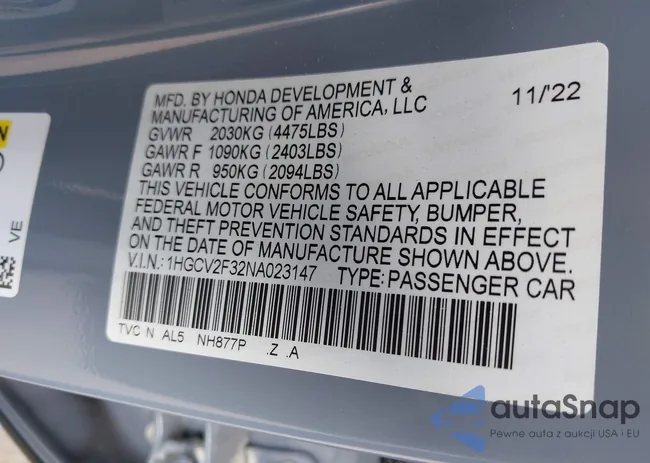 MFD. BY HONDA DEVELOPMENT &
MANUFACTURING OF AMERICA, LLC
11/'22
GVWR 2030KG (4475LBS)
GAWR F 1090KG (2403LBS)
GAWR R 950KG (2094LBS)
THIS VEHICLE CONFORMS TO ALL APPLICABLE
FEDERAL MOTOR VEHICLE SAFETY, BUMPER,
AND THEFT PREVENTION STANDARDS IN EFFECT
ON THE DATE OF MANUFACTURE SHOWN ABOVE.
V.I.N.: 1HGCV2F32NA023147 TYPE: PASSENGER CAR
TVC N AL5 NH877P .Z .A
N
VE
autaSnap
Pewne auta z aukcji USA i EU